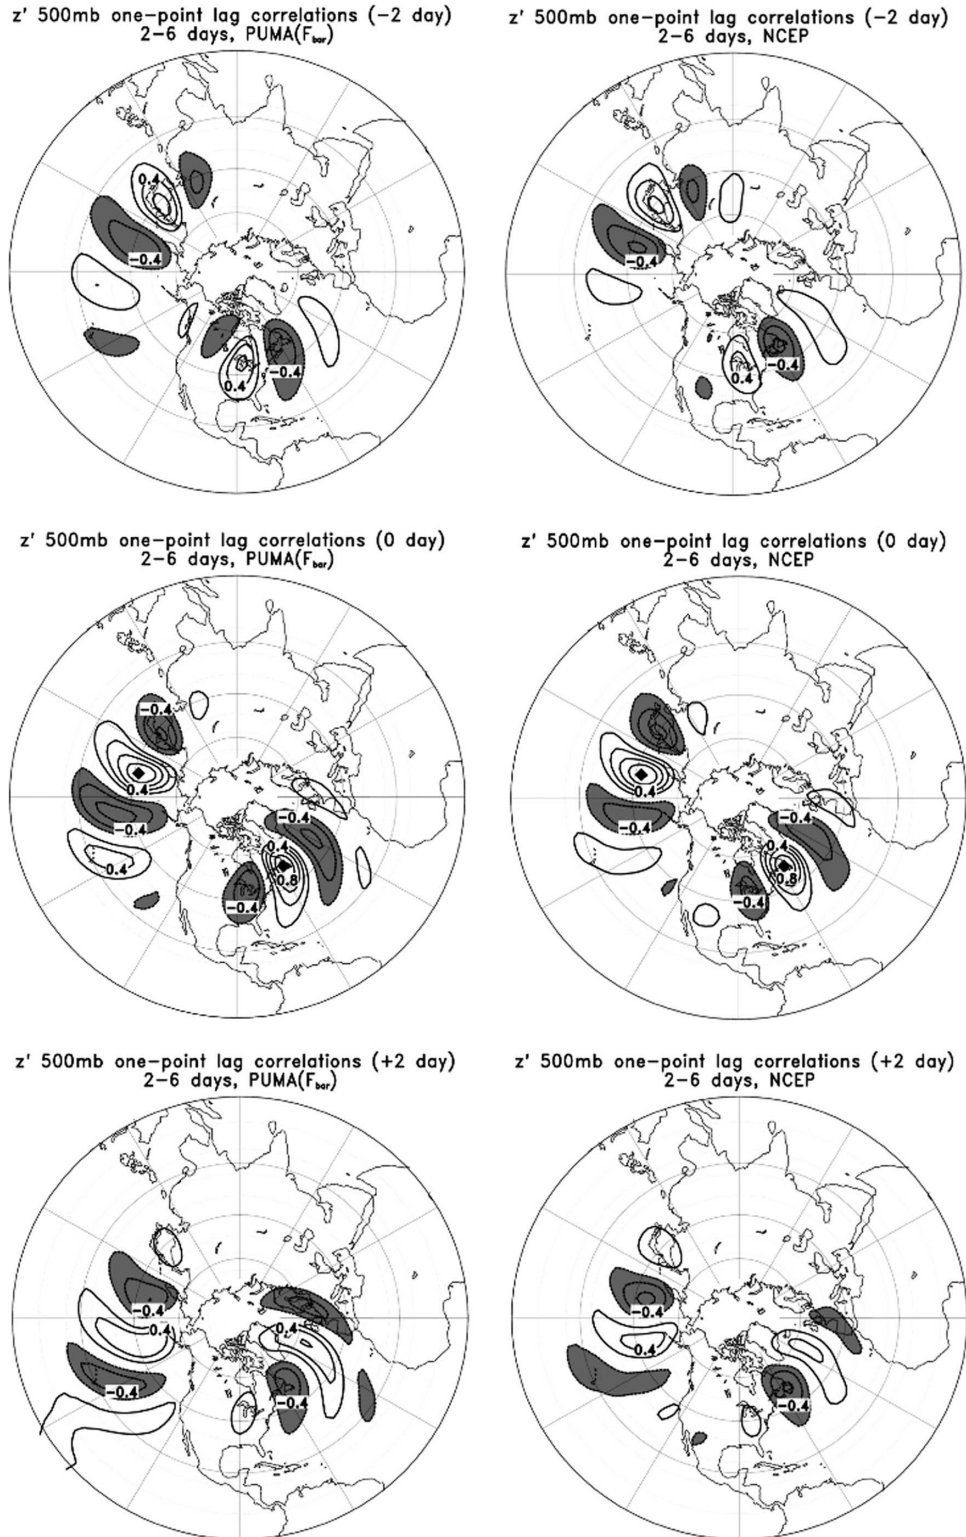 z' 500mb one-point lag correlations (-2 day)
2-6 days, PUMA(Fbar)
z' 500mb one-point lag correlations (-2 day)
2-6 days, NCEP
0.4
-0.4
0.4
-0.4
-0.4
0.4
-0.4
z' 500mb one-point lag correlations (0 day)
2-6 days, PUMA(Fbar)
z' 500mb one-point lag correlations (0 day)
2-6 days, NCEP
-0.4
0.4
-0.4
0.4
-0.4
0.4
0.8
-0.4
0.4
-0.4
-0.4
0.4
0.8
-0.4
z' 500mb one-point lag correlations (+2 day)
2-6 days, PUMA(Fbar)
z' 500mb one-point lag correlations (+2 day)
2-6 days, NCEP
-0.4
0.4
-0.4
0.4
-0.4
-0.4
0.4
-0.4